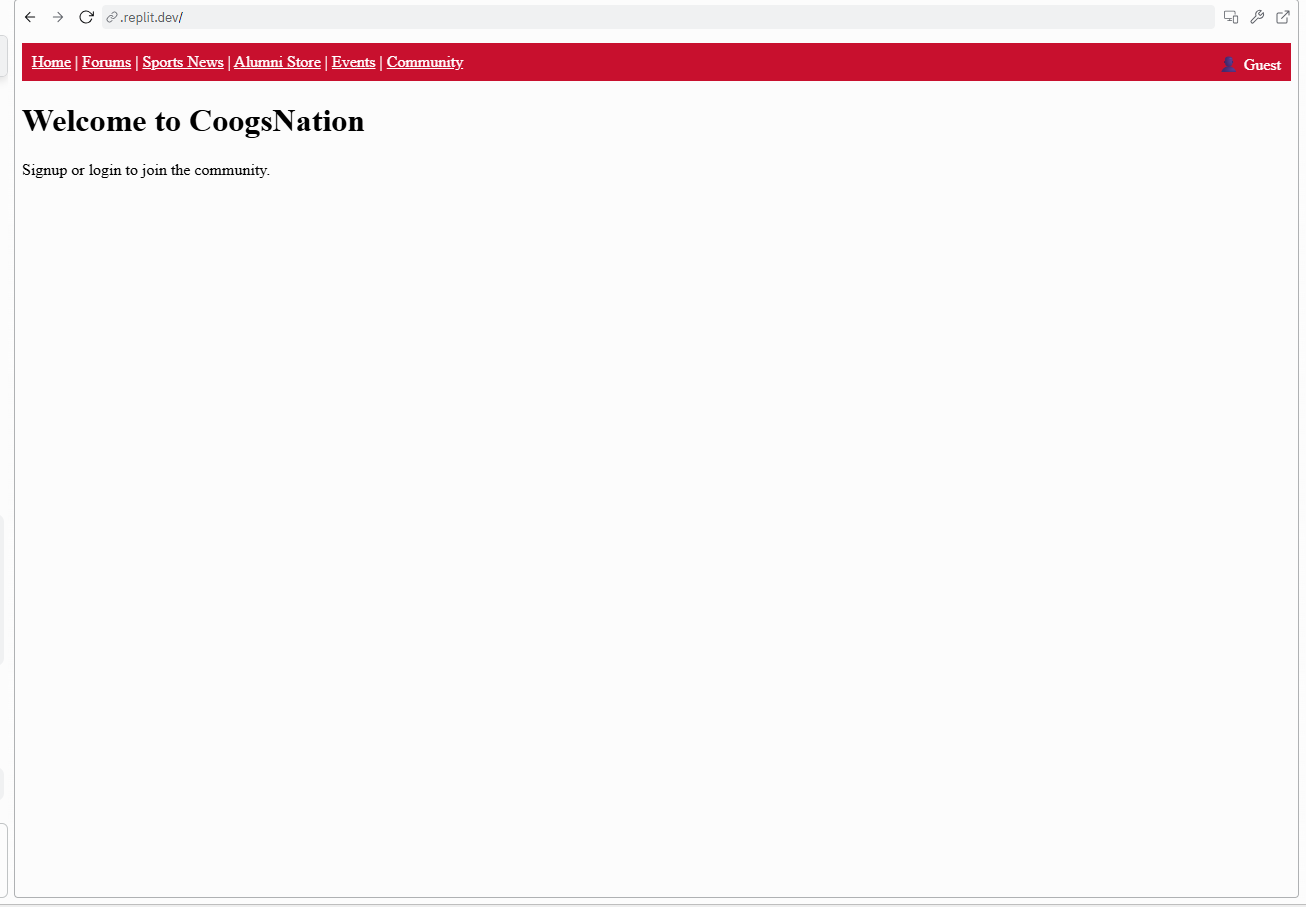 .replit.dev/
Home | Forums | Sports News | Alumni Store | Events | Community
Guest
Welcome to CoogsNation
Signup or login to join the community.